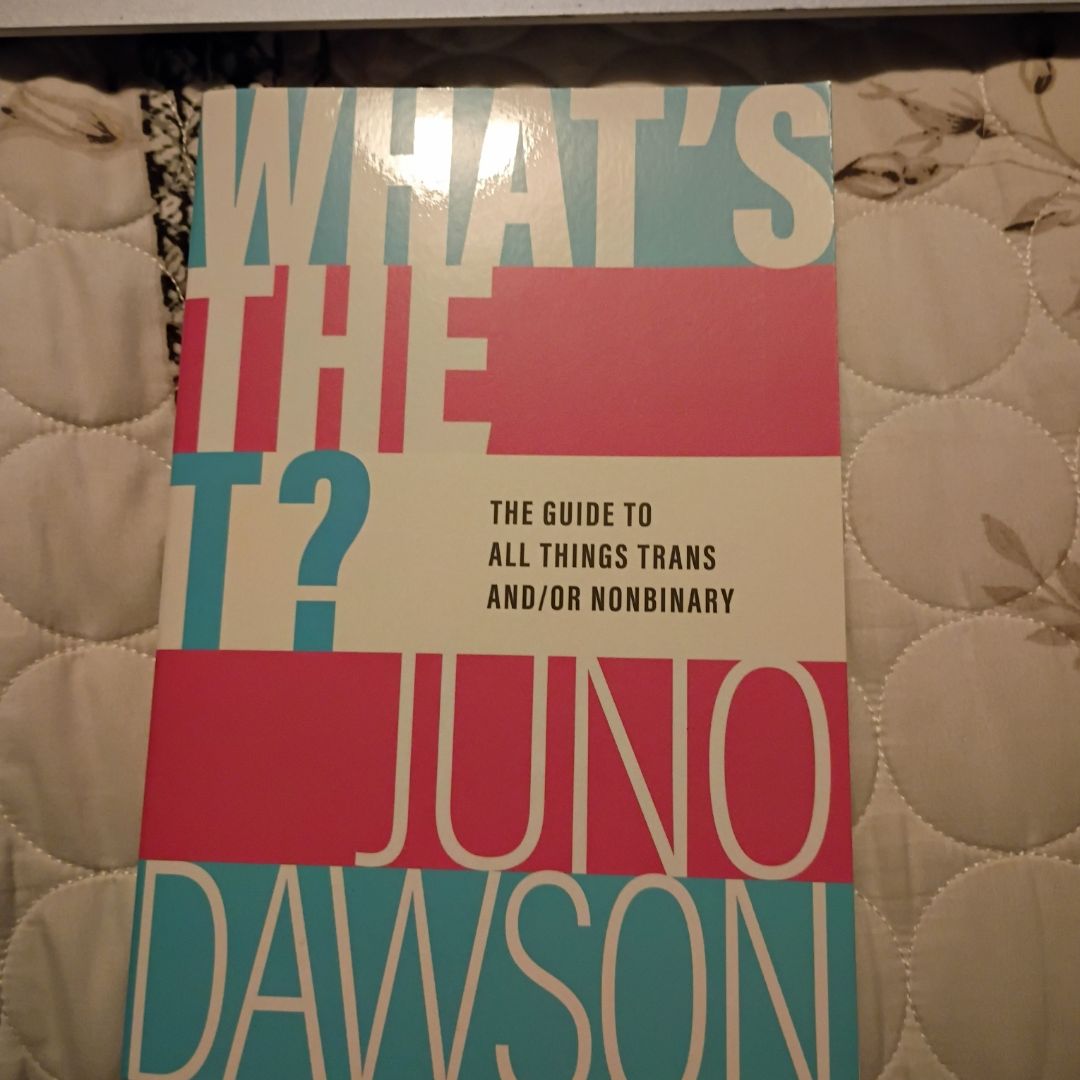 WHAT'S
THE
T?
THE GUIDE TO
ALL THINGS TRANS
AND/OR NONBINARY
JUNO
DAWSON